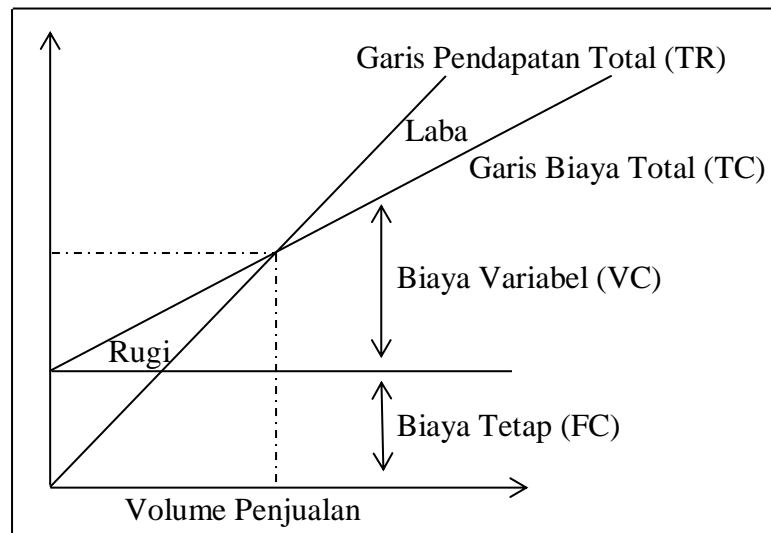 Garis Pendapatan Total (TR)
Laba
Garis Biaya Total (TC)
Biaya Variabel (VC)
Rugi
Biaya Tetap (FC)
Volume Penjualan